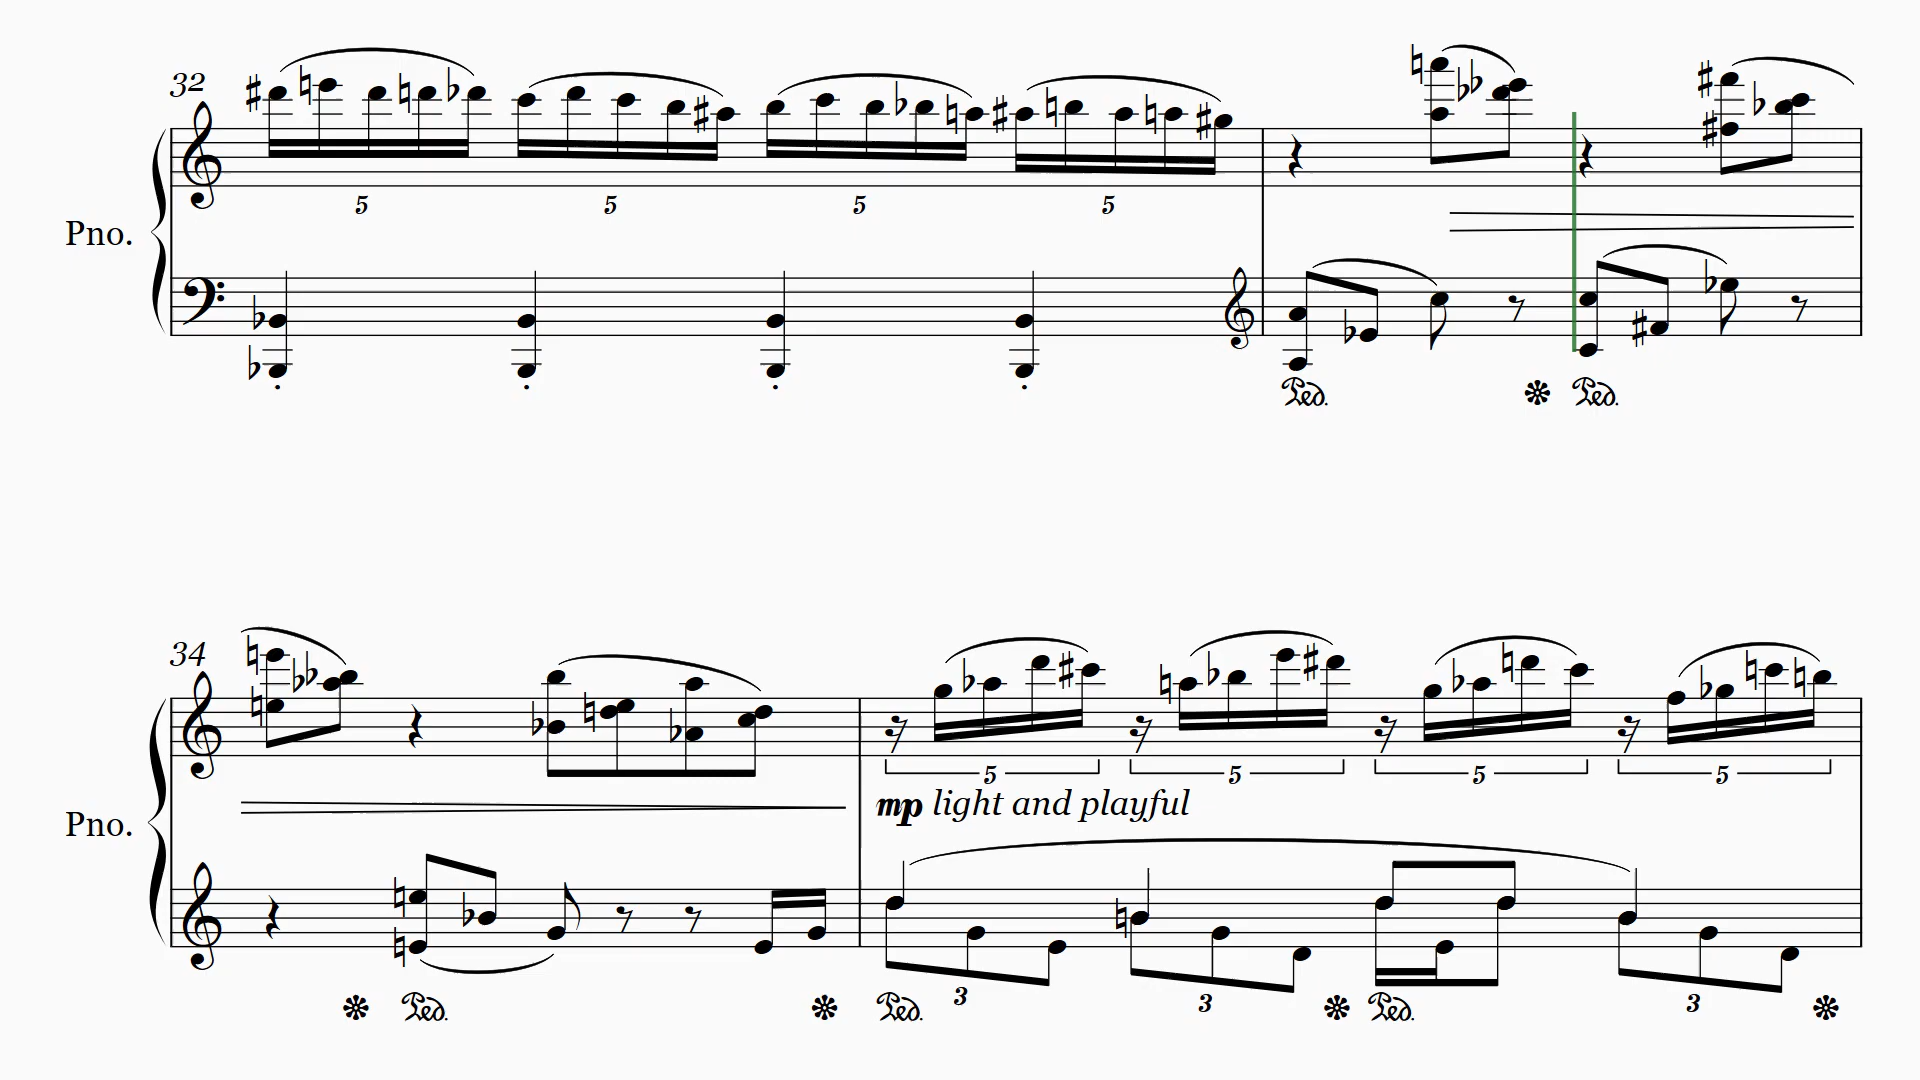 32
5 5 5 5
Pno.
Ped. Ped.
34
5 5 5 5
mp light and playful
Pno.
3 3 3
Ped. Ped. Ped.